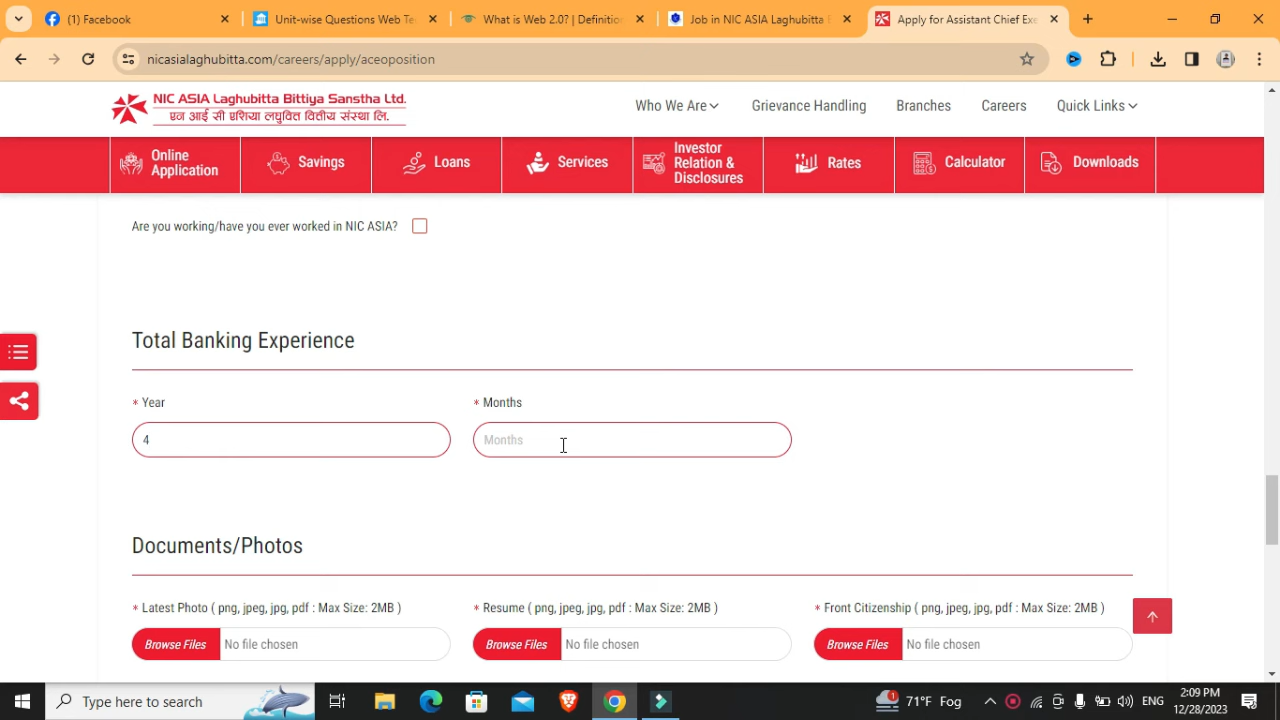 (1) Facebook
Unit-wise Questions Web Te
What is Web 2.0? | Definitio
Job in NIC ASIA Laghubitta
Apply for Assistant Chief Exe
nicasialaghubitta.com/careers/apply/aceoposition
NIC ASIA Laghubitta Bittiya Sanstha Ltd.
एन आई सी एशिया लघुवित्त वित्तीय संस्था लि.
Who We Are
Grievance Handling
Branches
Careers
Quick Links
Online Application
Savings
Loans
Services
Investor Relation & Disclosures
Rates
Calculator
Downloads
Are you working/have you ever worked in NIC ASIA?
Total Banking Experience
* Year
* Months
4
Months
Documents/Photos
* Latest Photo ( png, jpeg, jpg, pdf : Max Size: 2MB )
* Resume ( png, jpeg, jpg, pdf : Max Size: 2MB )
* Front Citizenship ( png, jpeg, jpg, pdf : Max Size: 2MB )
Browse Files No file chosen
Browse Files No file chosen
Browse Files No file chosen
Type here to search
1
71°F Fog
ENG
2:09 PM
12/28/2023